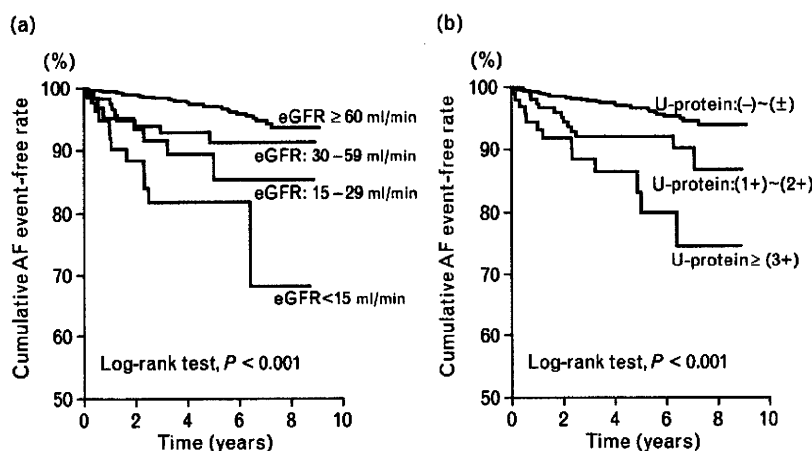 (a)
(%)
Cumulative AF event-free rate
100
90
80
70
60
50
eGFR ≥ 60 ml/min
eGFR: 30–59 ml/min
eGFR: 15–29 ml/min
eGFR<15 ml/min
Log-rank test, P < 0.001
0 2 4 6 8 10
Time (years)
(b)
(%)
Cumulative AF event-free rate
100
90
80
70
60
50
U-protein:(–)~(±)
U-protein:(1+)~(2+)
U-protein≥ (3+)
Log-rank test, P < 0.001
0 2 4 6 8 10
Time (years)